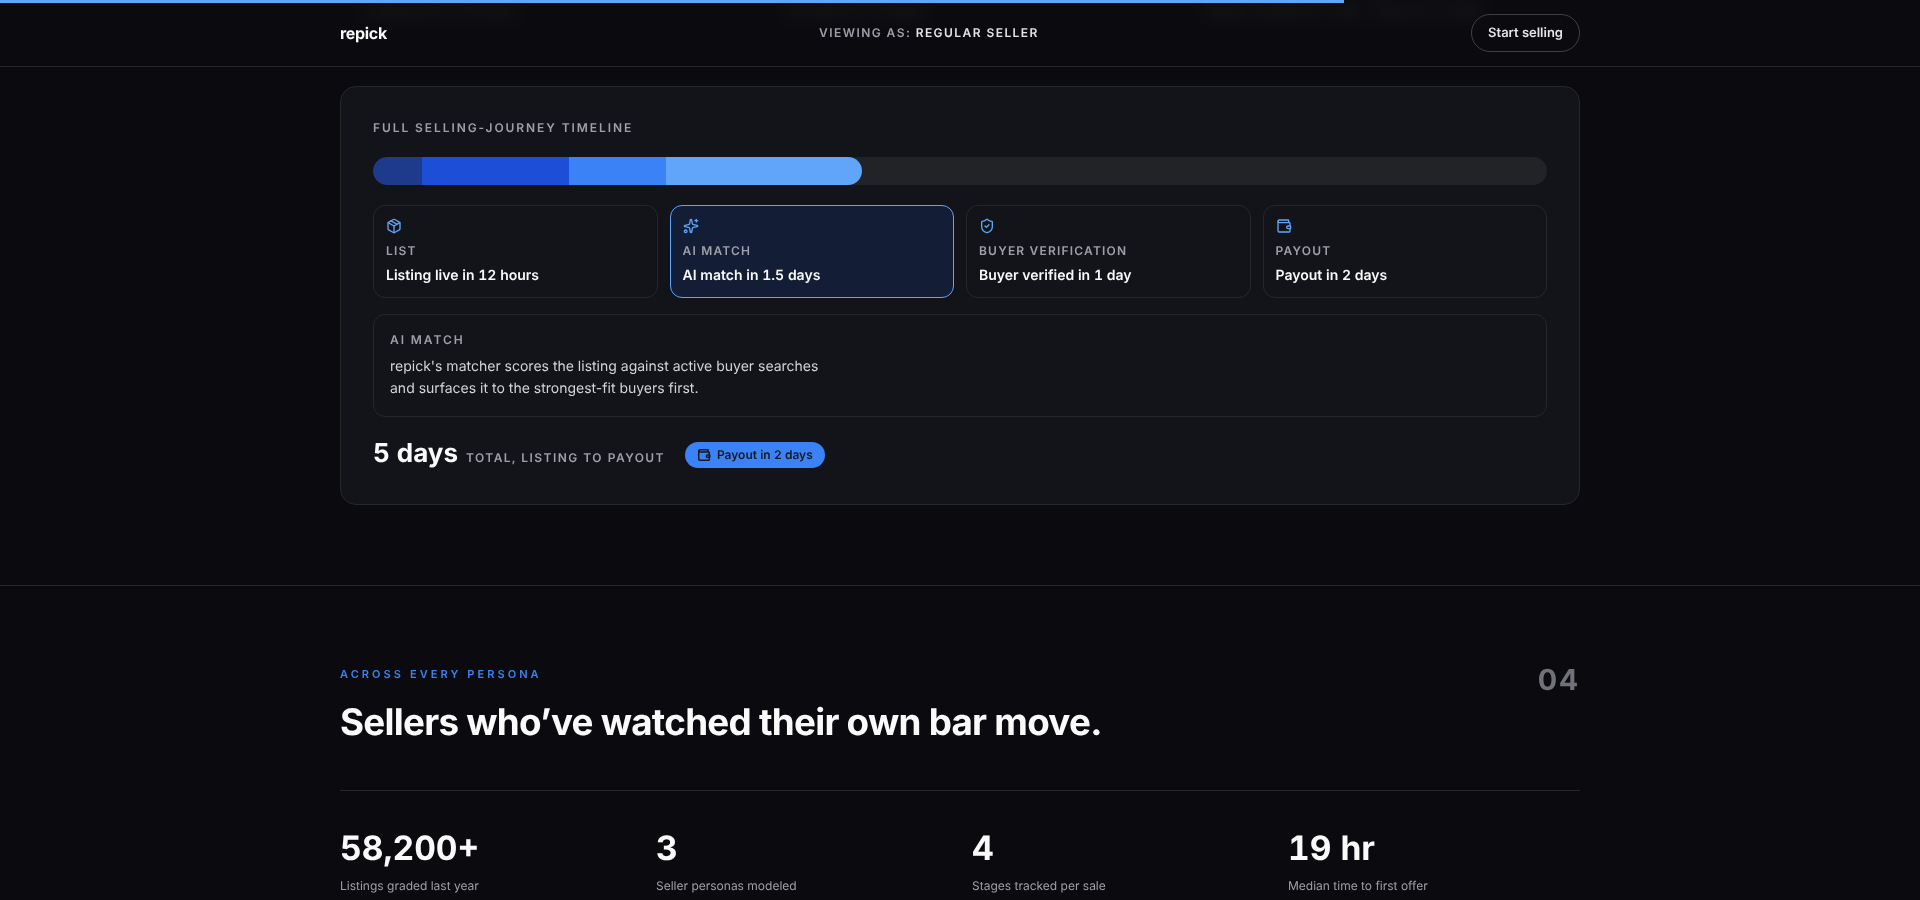 repick
VIEWING AS: REGULAR SELLER
Start selling
FULL SELLING-JOURNEY TIMELINE
LIST
Listing live in 12 hours
AI MATCH
AI match in 1.5 days
BUYER VERIFICATION
Buyer verified in 1 day
PAYOUT
Payout in 2 days
AI MATCH
repick's matcher scores the listing against active buyer searches
and surfaces it to the strongest-fit buyers first.
5 days TOTAL, LISTING TO PAYOUT
Payout in 2 days
ACROSS EVERY PERSONA
04
Sellers who’ve watched their own bar move.
58,200+
Listings graded last year
3
Seller personas modeled
4
Stages tracked per sale
19 hr
Median time to first offer